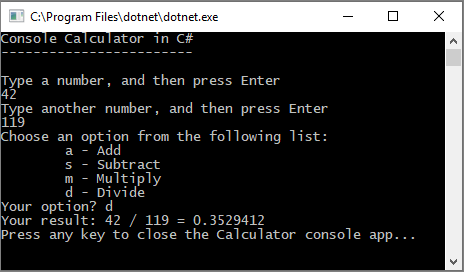 C:\Program Files\dotnet\dotnet.exe
Console Calculator in C#
------------------------
Type a number, and then press Enter
42
Type another number, and then press Enter
119
Choose an option from the following list:
a - Add
s - Subtract
m - Multiply
d - Divide
Your option? d
Your result: 42 / 119 = 0.3529412
Press any key to close the Calculator console app...